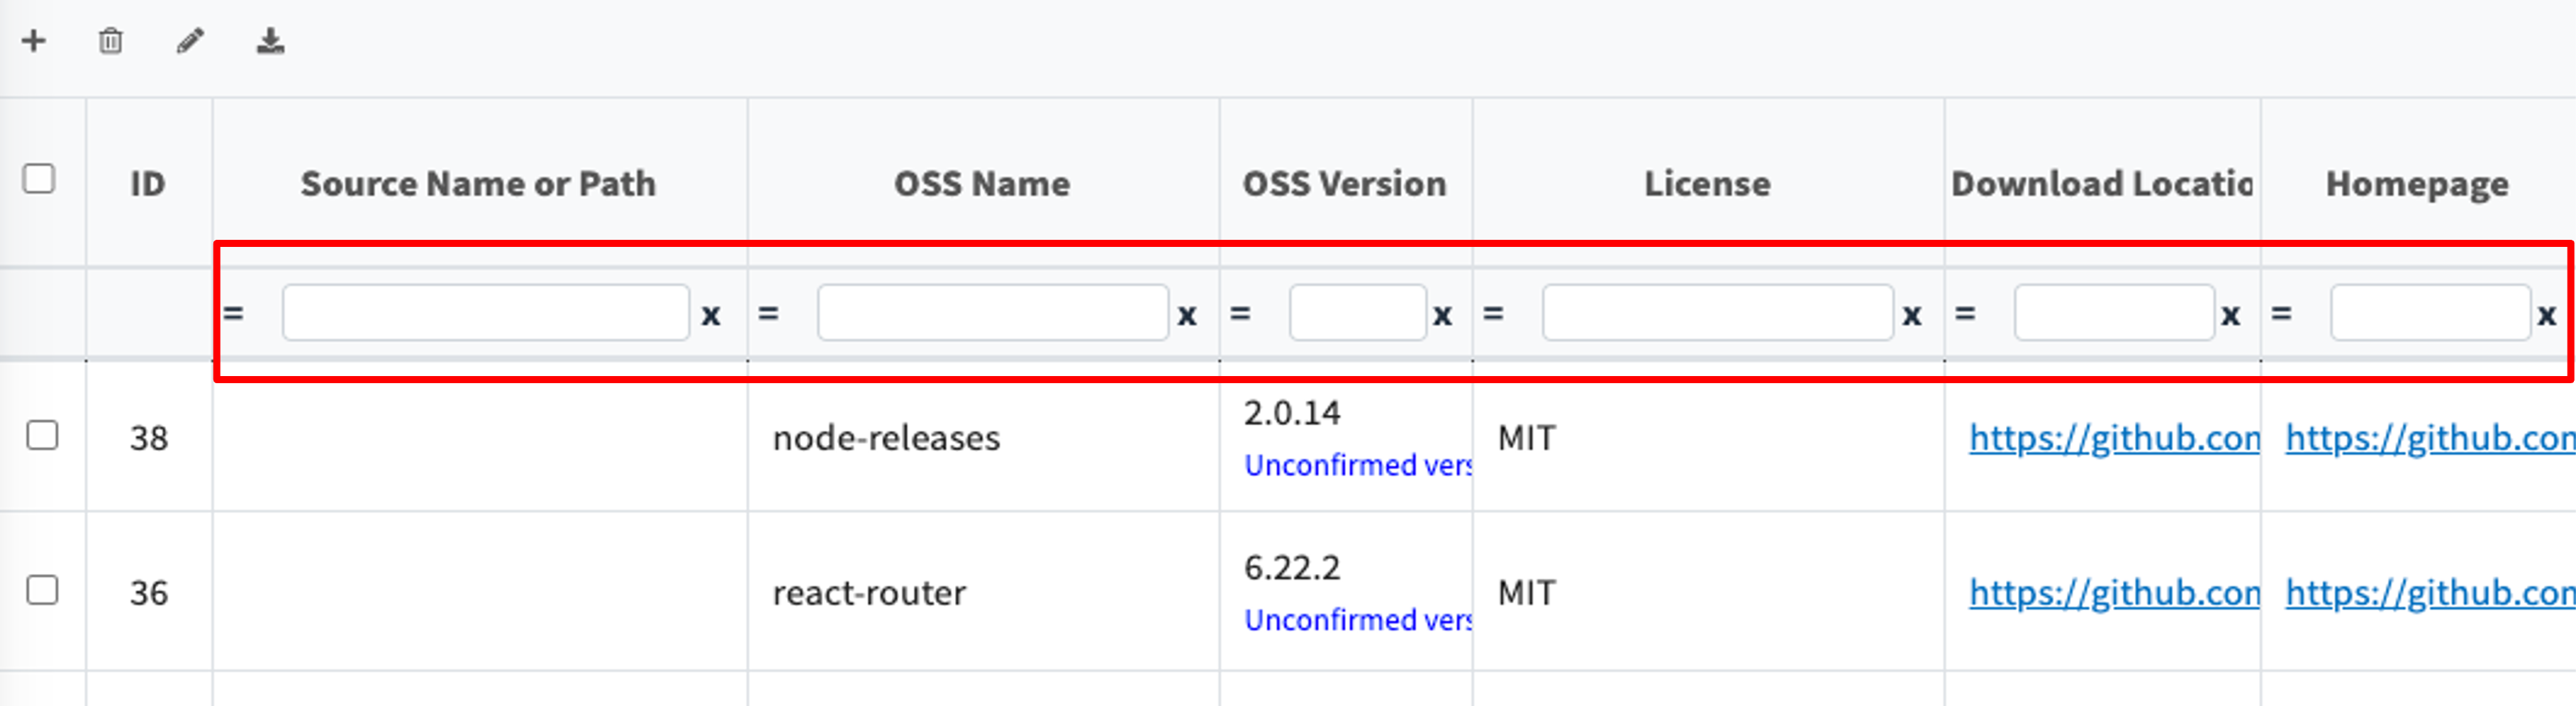 ID Source Name or Path OSS Name OSS Version License Download Locatio Homepage
= x = x = x = x = x = x
2.0.14
38 node-releases MIT https://github.con https://github.con
Unconfirmed vers
6.22.2
36 react-router MIT https://github.con https://github.con
Unconfirmed vers